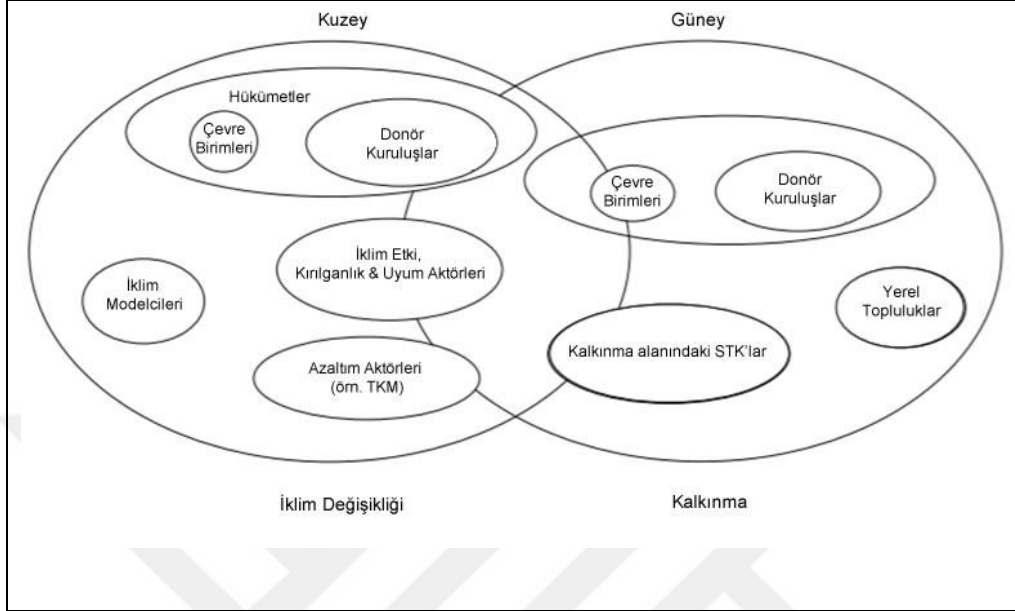 Kuzey
Güney
Hükümetler
Çevre
Birimleri
Donör
Kuruluşlar
Çevre
Birimleri
Donör
Kuruluşlar
İklim Etki,
Kırılganlık & Uyum Aktörleri
İklim
Modelcileri
Yerel
Topluluklar
Kalkınma alanındaki STK'lar
Azaltım Aktörleri
(örn. TKM)
İklim Değişikliği
Kalkınma